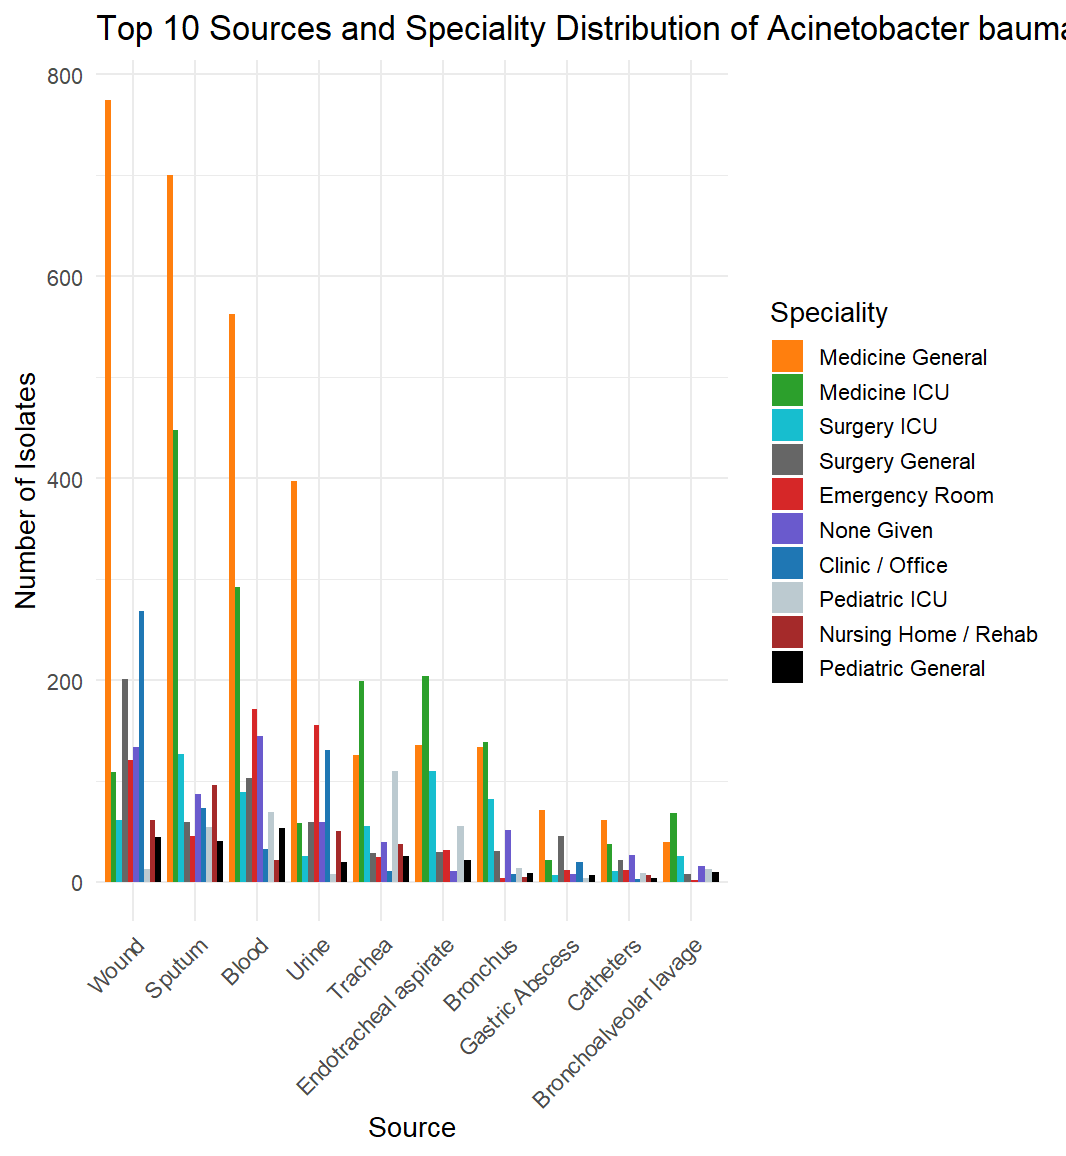 Top 10 Sources and Speciality Distribution of Acinetobacter bauma
800
600
400
200
0
Number of Isolates
Wound
Sputum
Blood
Urine
Trachea
Endotracheal aspirate
Bronchus
Gastric Abscess
Catheters
Bronchoalveolar lavage
Source
Speciality
Medicine General
Medicine ICU
Surgery ICU
Surgery General
Emergency Room
None Given
Clinic / Office
Pediatric ICU
Nursing Home / Rehab
Pediatric General